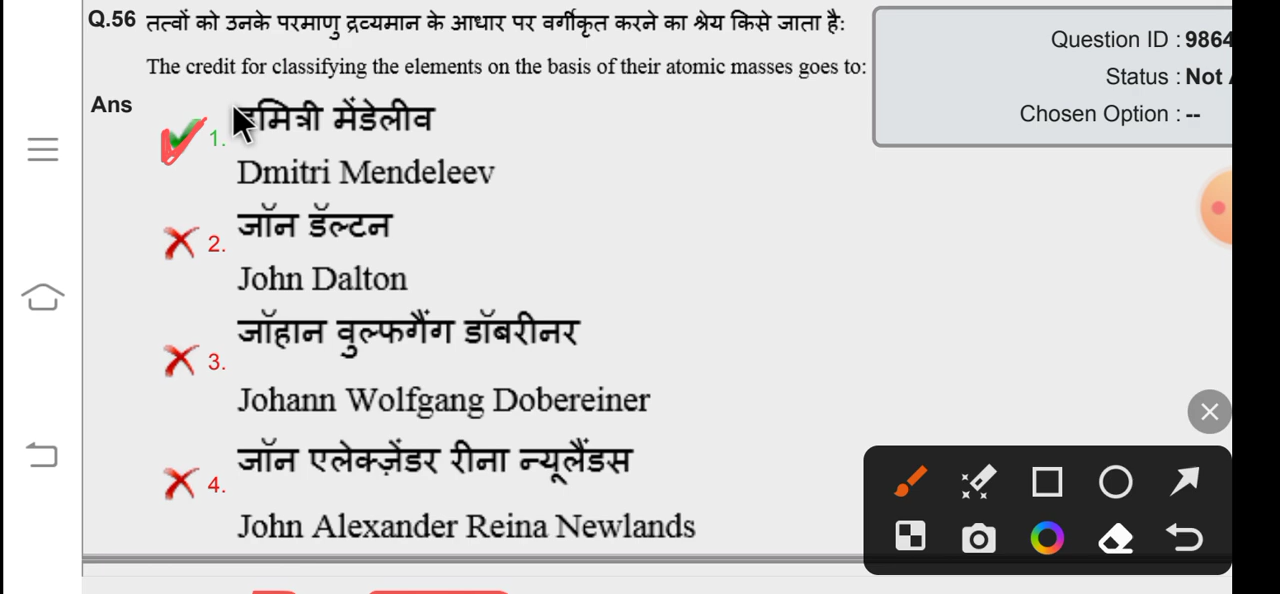 Q.56 तत्वों को उनके परमाणु द्रव्यमान के आधार पर वर्गीकृत करने का श्रेय किसे जाता है:
The credit for classifying the elements on the basis of their atomic masses goes to:
Question ID : 9864
Status : Not
Chosen Option : --
Ans
1. मित्री मेंडेलीव
Dmitri Mendeleev
2. जॉन डॅल्टन
John Dalton
3. जॉहान वुल्फगैंग डॉबरीनर
Johann Wolfgang Dobereiner
4. जॉन एलेक्ज़ेंडर रीना न्यूलैंडस
John Alexander Reina Newlands